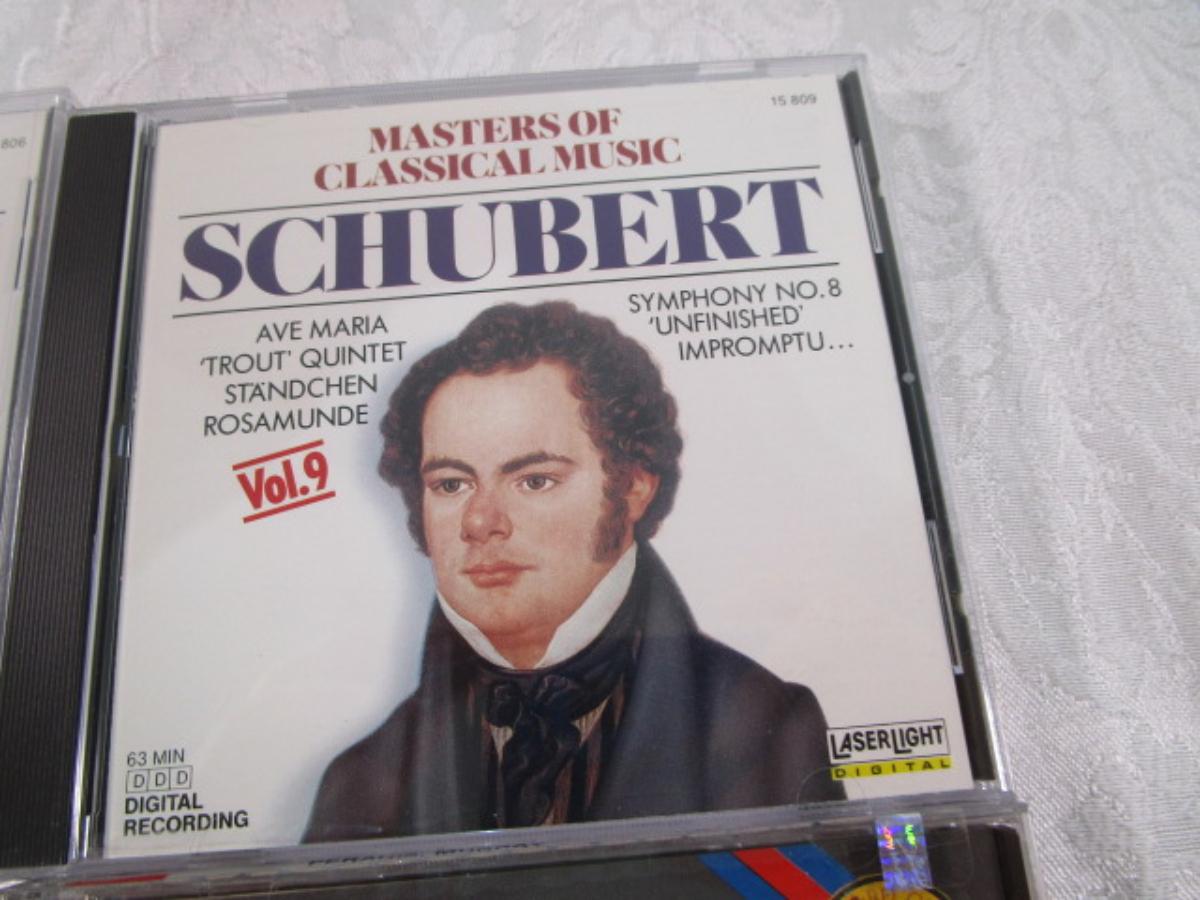 806
15 809
MASTERS OF
CLASSICAL MUSIC
SCHUBERT
AVE MARIA
'TROUT' QUINTET
STÄNDCHEN
ROSAMUNDE
SYMPHONY NO. 8
'UNFINISHED'
IMPROMPTU...
Vol.9
63 MIN
DDD
DIGITAL
RECORDING
LASERLIGHT
DIGITAL